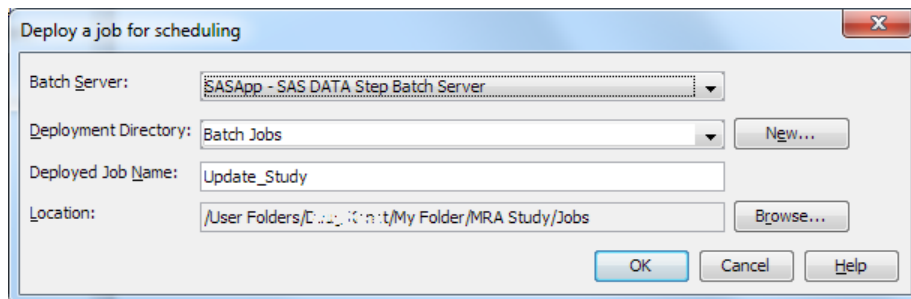 Deploy a job for scheduling
Batch Server: SASApp - SAS DATA Step Batch Server
Deployment Directory: Batch Jobs New...
Deployed Job Name: Update_Study
Location: /User Folders/ /My Folder/MRA Study/Jobs Browse...
OK Cancel Help